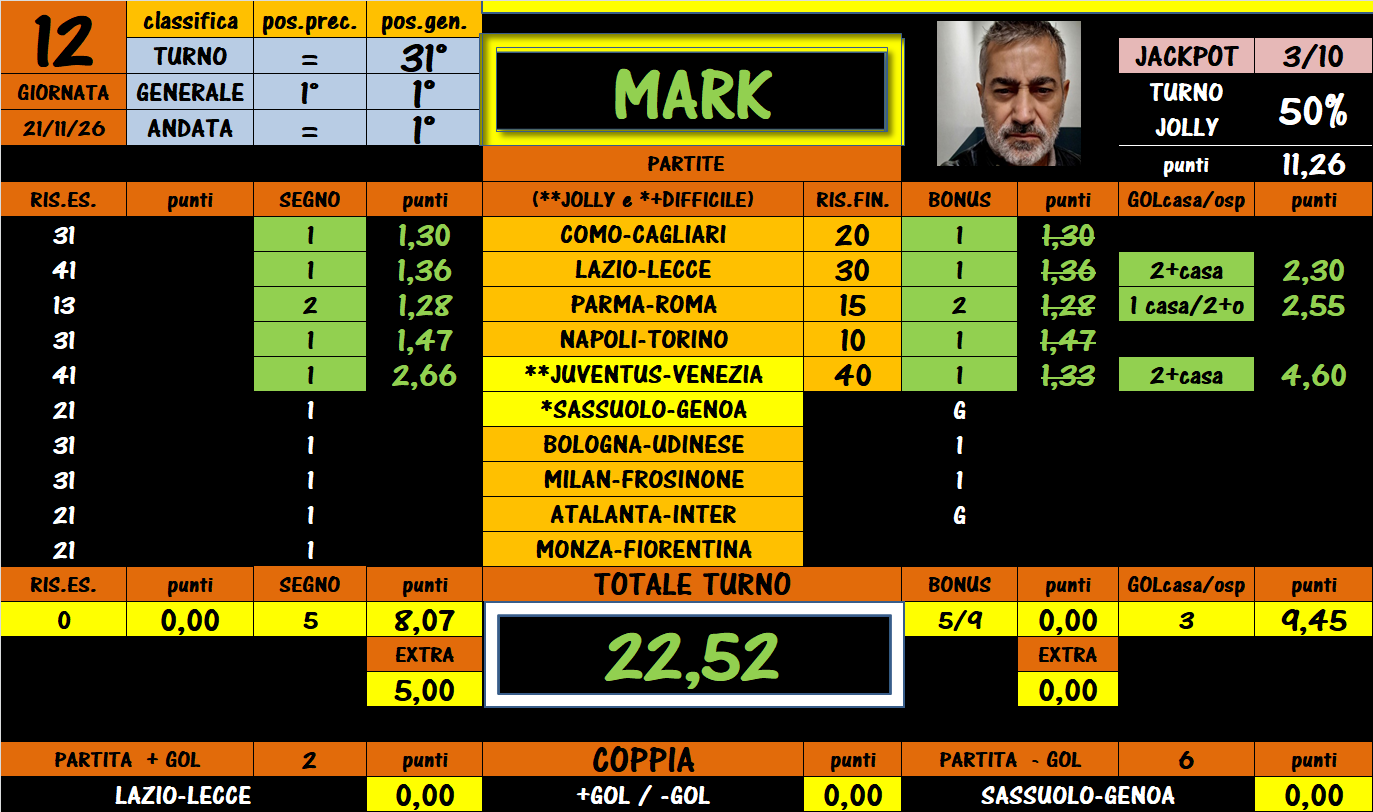 12 classifica pos.prec. pos.gen.
TURNO = 31°
GIORNATA GENERALE 1° 1°
21/11/26 ANDATA = 1°
MARK
JACKPOT 3/10
TURNO JOLLY 50%
punti 11,26
PARTITE
RIS.ES. punti SEGNO punti (**JOLLY e *+DIFFICILE) RIS.FIN. BONUS punti GOLcasa/osp punti
31 1 1,30 COMO-CAGLIARI 20 1 1,30
41 1 1,36 LAZIO-LECCE 30 1 1,36 2+casa 2,30
13 2 1,28 PARMA-ROMA 15 2 1,28 1 casa/2+o 2,55
31 1 1,47 NAPOLI-TORINO 10 1 1,47
41 1 2,66 **JUVENTUS-VENEZIA 40 1 1,33 2+casa 4,60
21 1 *SASSUOLO-GENOA G
31 1 BOLOGNA-UDINESE 1
31 1 MILAN-FROSINONE 1
21 1 ATALANTA-INTER G
21 1 MONZA-FIORENTINA
RIS.ES. punti SEGNO punti TOTALE TURNO BONUS punti GOLcasa/osp punti
0 0,00 5 8,07 22,52 5/9 0,00 3 9,45
EXTRA EXTRA
5,00 0,00
PARTITA + GOL 2 punti COPPIA punti PARTITA - GOL 6 punti
LAZIO-LECCE 0,00 +GOL / -GOL 0,00 SASSUOLO-GENOA 0,00